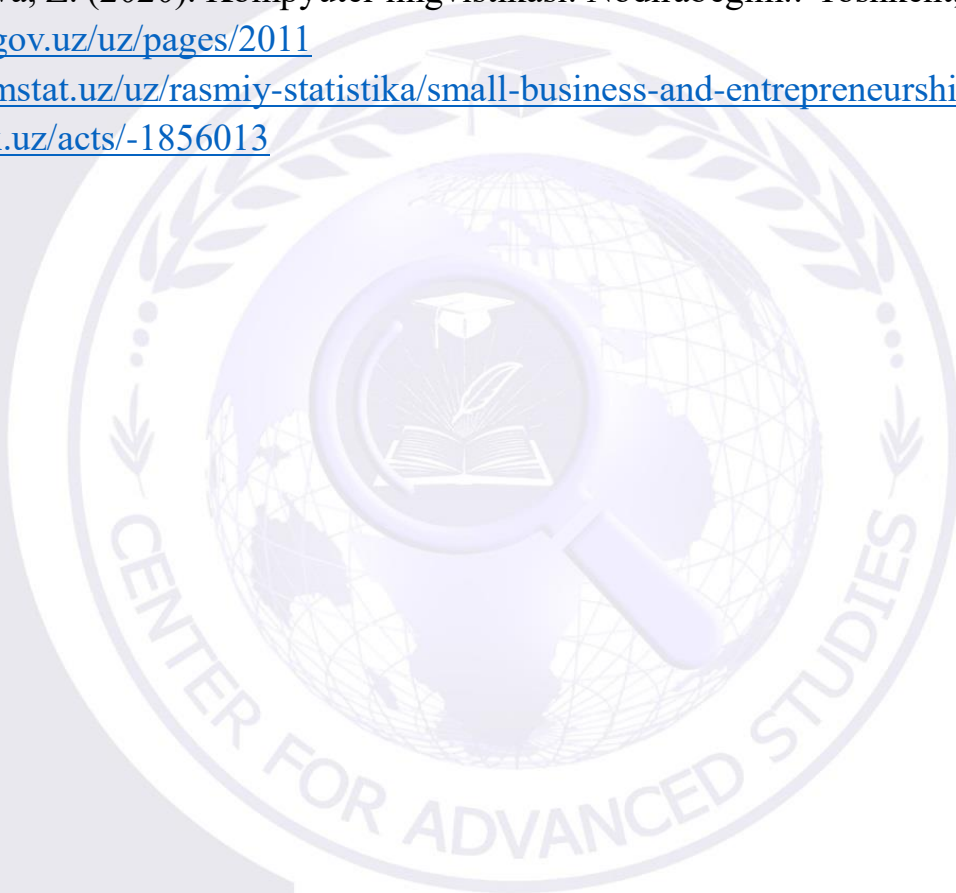 va, Z. (2020). Kompyuter lingvistikasi. Nodirabegim.. Toshkent,
gov.uz/uz/pages/2011
mstat.uz/uz/rasmiy-statistika/small-business-and-entrepreneurshi
.uz/acts/-1856013
CENTER FOR ADVANCED STUDIES